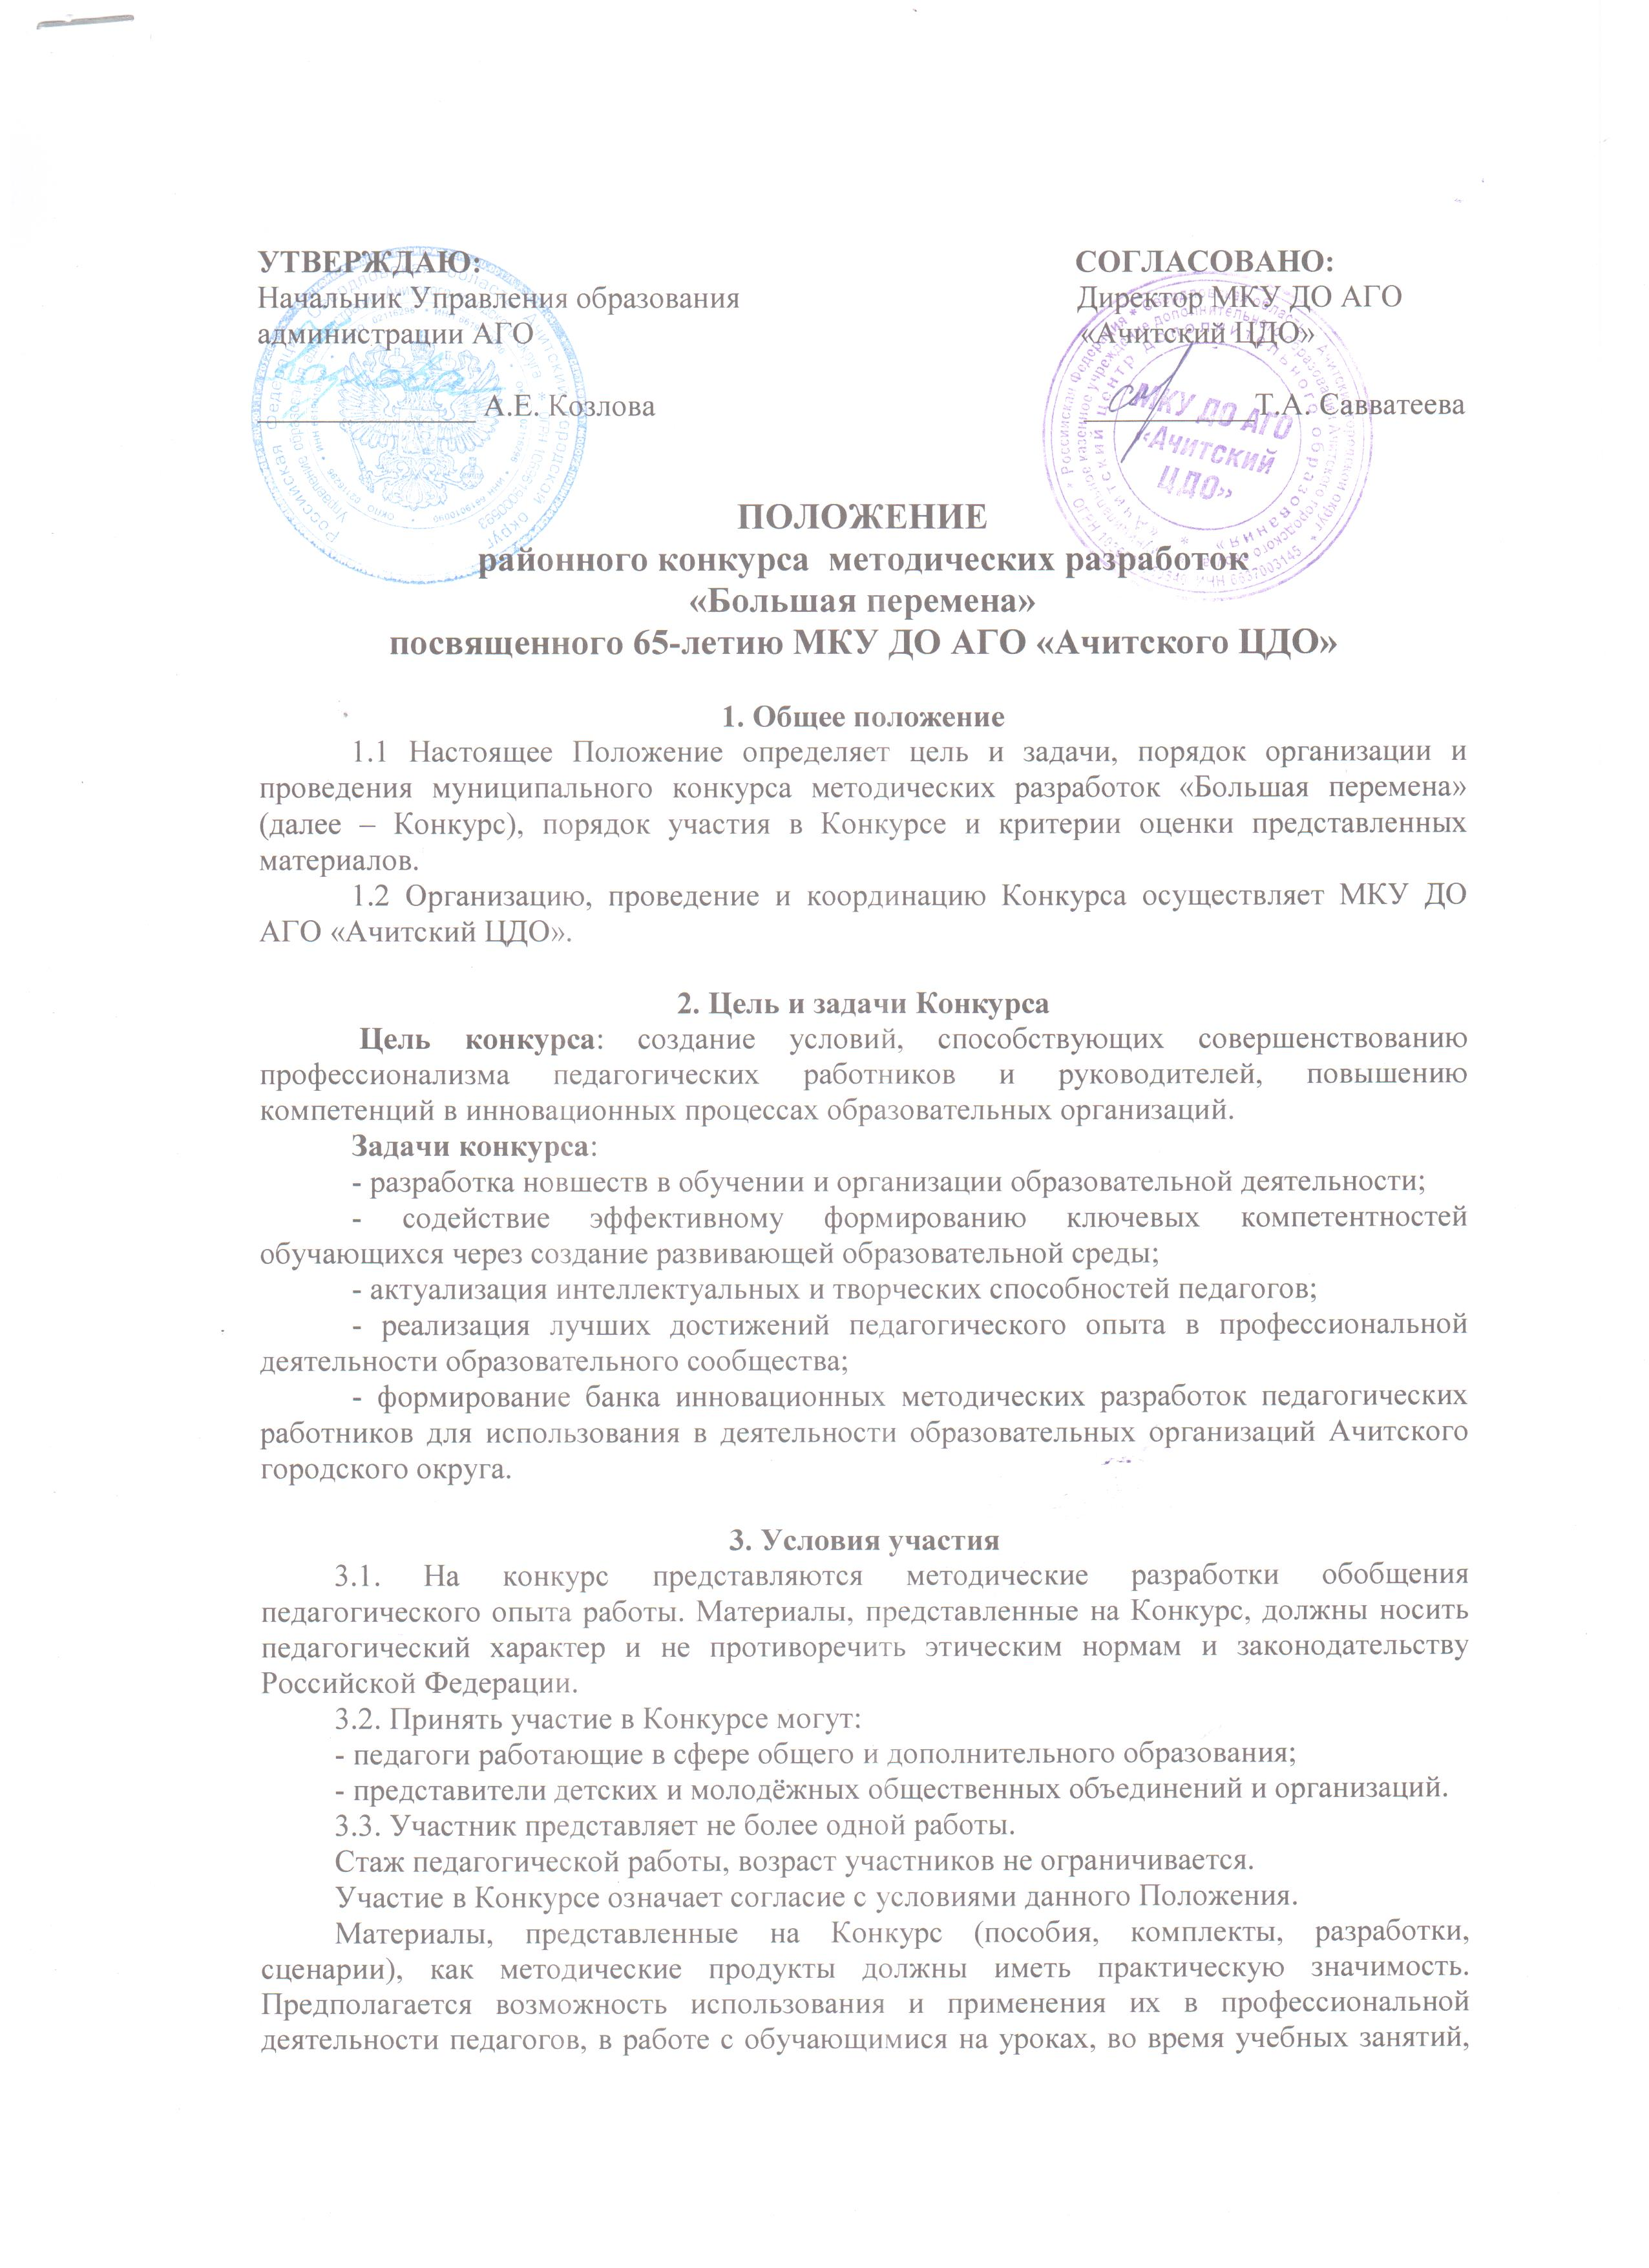 УТВЕРЖДАЮ:
Начальник Управления образования
администрации АГО
А.Е. Козлова
СОГЛАСОВАНО:
Директор МКУ ДО АГО
«Ачитский ЦДО»
Т.А. Савватеева
МКУ ДО АГО
«Ачитский
ЦДО»
ПОЛОЖЕНИЕ
районного конкурса методических разработок
«Большая перемена»
посвященного 65-летию МКУ ДО АГО «Ачитского ЦДО»
1. Общее положение
1.1 Настоящее Положение определяет цель и задачи, порядок организации и
проведения муниципального конкурса методических разработок «Большая перемена»
(далее – Конкурс), порядок участия в Конкурсе и критерии оценки представленных
материалов.
1.2 Организацию, проведение и координацию Конкурса осуществляет МКУ ДО
АГО «Ачитский ЦДО».
2. Цель и задачи Конкурса
Цель конкурса: создание условий, способствующих совершенствованию
профессионализма педагогических работников и руководителей, повышению
компетенций в инновационных процессах образовательных организаций.
Задачи конкурса:
- разработка новшеств в обучении и организации образовательной деятельности;
- содействие эффективному формированию ключевых компетентностей
обучающихся через создание развивающей образовательной среды;
- актуализация интеллектуальных и творческих способностей педагогов;
- реализация лучших достижений педагогического опыта в профессиональной
деятельности образовательного сообщества;
- формирование банка инновационных методических разработок педагогических
работников для использования в деятельности образовательных организаций Ачитского
городского округа.
3. Условия участия
3.1. На конкурс представляются методические разработки обобщения
педагогического опыта работы. Материалы, представленные на Конкурс, должны носить
педагогический характер и не противоречить этическим нормам и законодательству
Российской Федерации.
3.2. Принять участие в Конкурсе могут:
- педагоги работающие в сфере общего и дополнительного образования;
- представители детских и молодёжных общественных объединений и организаций.
3.3. Участник представляет не более одной работы.
Стаж педагогической работы, возраст участников не ограничивается.
Участие в Конкурсе означает согласие с условиями данного Положения.
Материалы, представленные на Конкурс (пособия, комплекты, разработки,
сценарии), как методические продукты должны иметь практическую значимость.
Предполагается возможность использования и применения их в профессиональной
деятельности педагогов, в работе с обучающимися на уроках, во время учебных занятий,